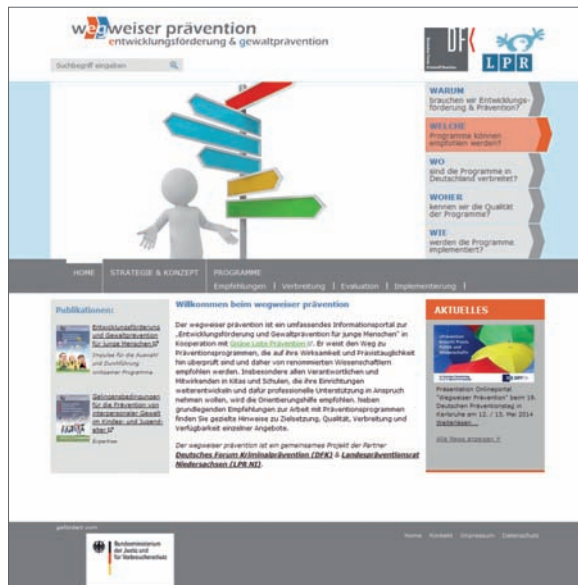 wegweiser prävention
entwicklungsförderung & gewaltprävention
Suchbegriff eingeben
DFK
LPR
WARUM
brauchen wir Entwicklungs-
förderung & Prävention?
WELCHE
Programme können
empfohlen werden?
WO
sind die Programme in
Deutschland verbreitet?
WOHER
kennen wir die Qualität
der Programme?
WIE
werden die Programme
implementiert?
HOME
STRATEGIE & KONZEPT
PROGRAMME
Empfehlungen | Verbreitung | Evaluation | Implementierung |
Publikationen:
Entwicklungsförderung
und Gewaltprävention
für junge Menschen
Impulse für die Auswahl
und Durchführung
wirksamer Programme
Gelingensbedingungen
für die Prävention von
interpersonaler Gewalt
im Kindes- und Jugend-
alter
Expertise
Willkommen beim wegweiser prävention
Der wegweiser prävention ist ein umfassendes Informationsportal zur
„Entwicklungsförderung und Gewaltprävention für junge Menschen" in
Kooperation mit Grüne Liste Prävention. Er weist den Weg zu
Präventionsprogrammen, die auf ihre Wirksamkeit und Praxistauglichkeit
hin überprüft sind und daher von renommierten Wissenschaftlern
empfohlen werden. Insbesondere allen Verantwortlichen und
Mitwirkenden in Kitas und Schulen, die ihre Einrichtungen
weiterentwickeln und dafür professionelle Unterstützung in Anspruch
nehmen wollen, wird die Orientierungshilfe empfohlen. Neben
grundlegenden Empfehlungen zur Arbeit mit Präventionsprogrammen
finden Sie gezielte Hinweise zu Zielsetzung, Qualität, Verbreitung und
Verfügbarkeit einzelner Angebote.
Der wegweiser prävention ist ein gemeinsames Projekt der Partner
Deutsches Forum Kriminalprävention (DFK) & Landespräventionsrat
Niedersachsen (LPR NI).
AKTUELLES
Präsentation Onlineportal
"Wegweiser Prävention" beim 19.
Deutschen Präventionstag in
Karlsruhe am 12. / 13. Mai 2014
Weiterlesen...
Alle News anzeigen
gefördert vom
Bundesministerium
der Justiz und
für Verbraucherschutz
Home Kontakt Impressum Datenschutz